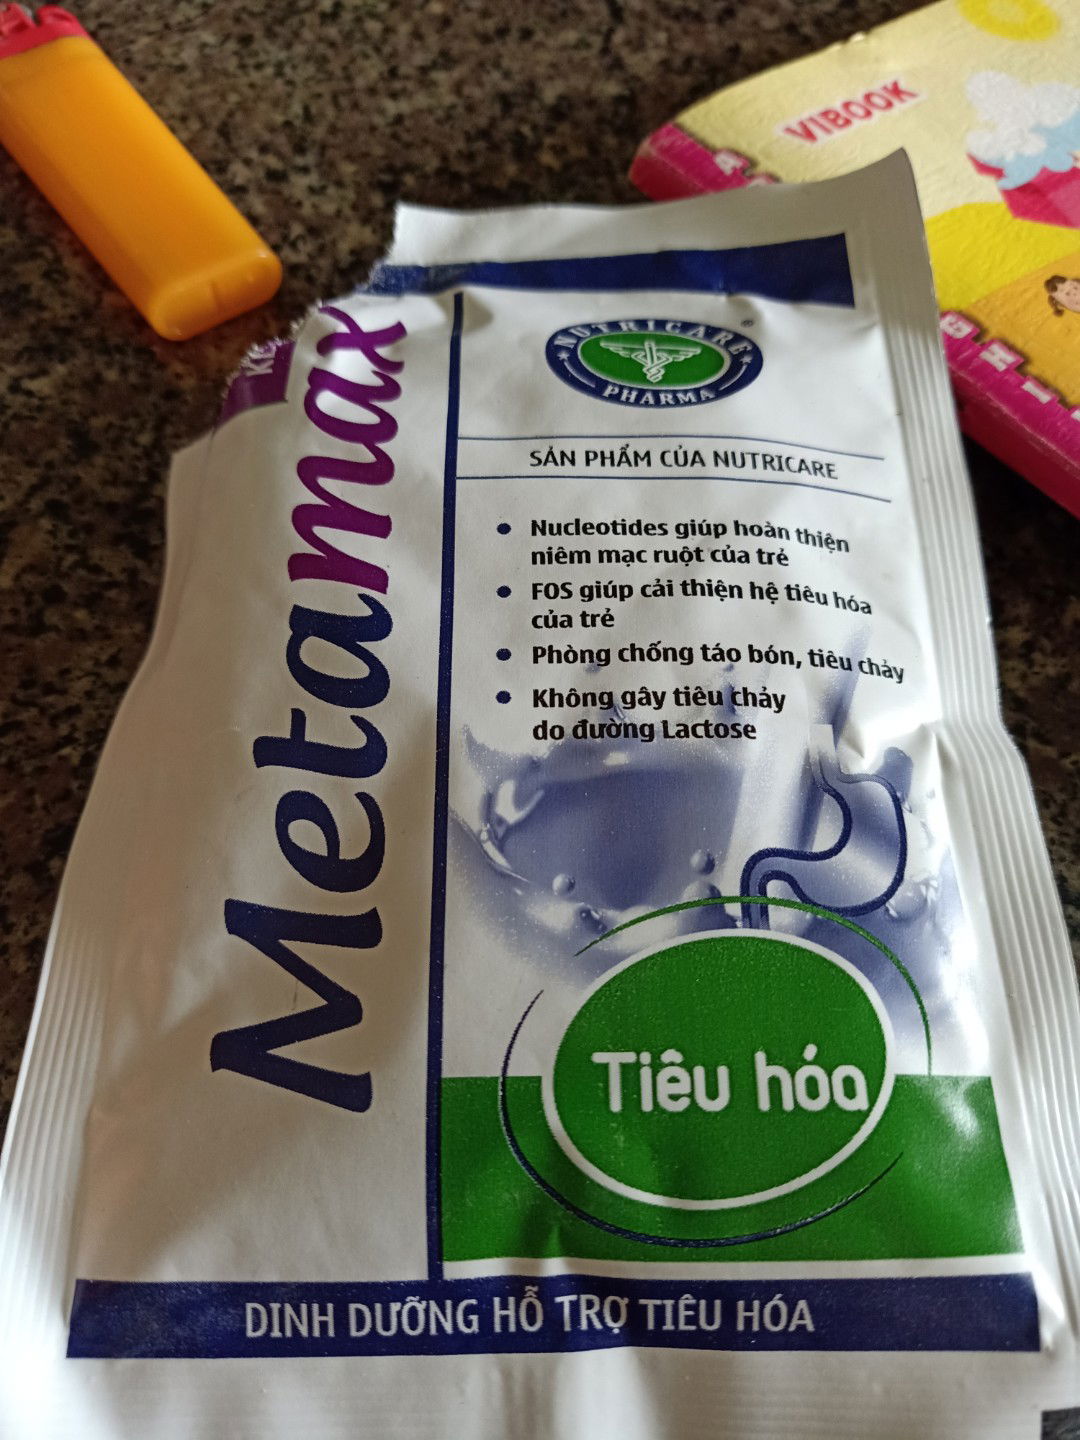 VIBOOK
A
G H I
Metamax
NUTRICARE
PHARMA
SẢN PHẨM CỦA NUTRICARE
Nucleotides giúp hoàn thiện
niêm mạc ruột của trẻ
FOS giúp cải thiện hệ tiêu hóa
của trẻ
Phòng chống táo bón, tiêu chảy
Không gây tiêu chảy
do đường Lactose
Tiêu hóa
DINH DƯỠNG HỖ TRỢ TIÊU HÓA